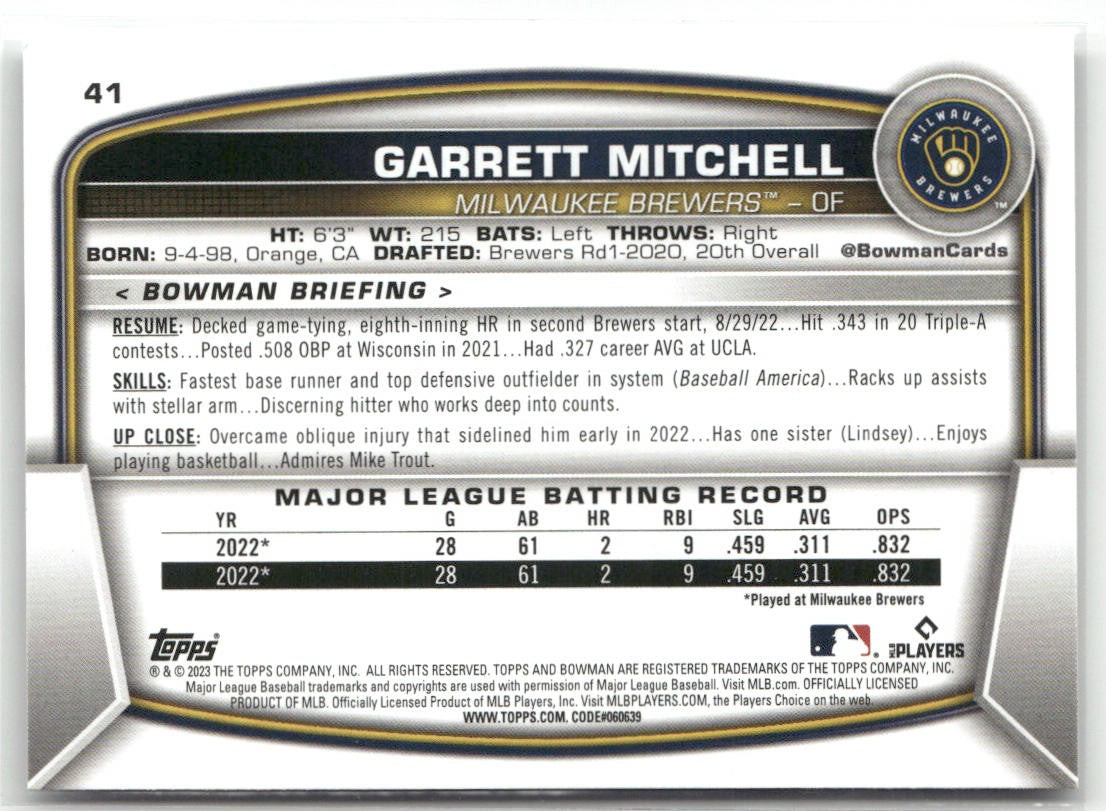 41
MILWAUKEE
BREWERS
™
GARRETT MITCHELL
MILWAUKEE BREWERS™ – OF
HT: 6'3" WT: 215 BATS: Left THROWS: Right
BORN: 9-4-98, Orange, CA DRAFTED: Brewers Rd1-2020, 20th Overall @BowmanCards
< BOWMAN BRIEFING >
RESUME: Decked game-tying, eighth-inning HR in second Brewers start, 8/29/22...Hit .343 in 20 Triple-A
contests...Posted .508 OBP at Wisconsin in 2021...Had .327 career AVG at UCLA.
SKILLS: Fastest base runner and top defensive outfielder in system (Baseball America)...Racks up assists
with stellar arm...Discerning hitter who works deep into counts.
UP CLOSE: Overcame oblique injury that sidelined him early in 2022...Has one sister (Lindsey)...Enjoys
playing basketball...Admires Mike Trout.
MAJOR LEAGUE BATTING RECORD
YR G AB HR RBI SLG AVG OPS
2022* 28 61 2 9 .459 .311 .832
2022* 28 61 2 9 .459 .311 .832
*Played at Milwaukee Brewers
topps® MLB PLAYERS
® & © 2023 THE TOPPS COMPANY, INC. ALL RIGHTS RESERVED. TOPPS AND BOWMAN ARE REGISTERED TRADEMARKS OF THE TOPPS COMPANY, INC.
Major League Baseball trademarks and copyrights are used with permission of Major League Baseball. Visit MLB.com. OFFICIALLY LICENSED
PRODUCT OF MLB. Officially Licensed Product of MLB Players, Inc. Visit MLBPLAYERS.COM, the Players Choice on the web.
WWW.TOPPS.COM. CODE#060639